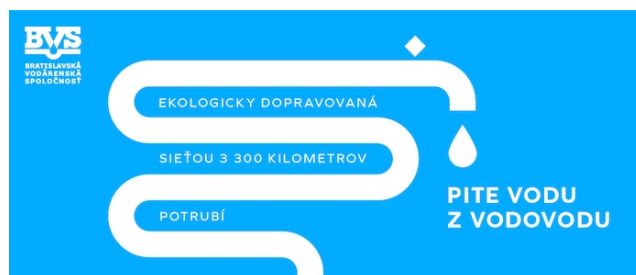 BVS
BRATISLAVSKÁ
VODÁRENSKÁ
SPOLOČNOSŤ
EKOLOGICKY DOPRAVOVANÁ
SIEŤOU 3 300 KILOMETROV
POTRUBÍ
PITE VODU
Z VODOVODU